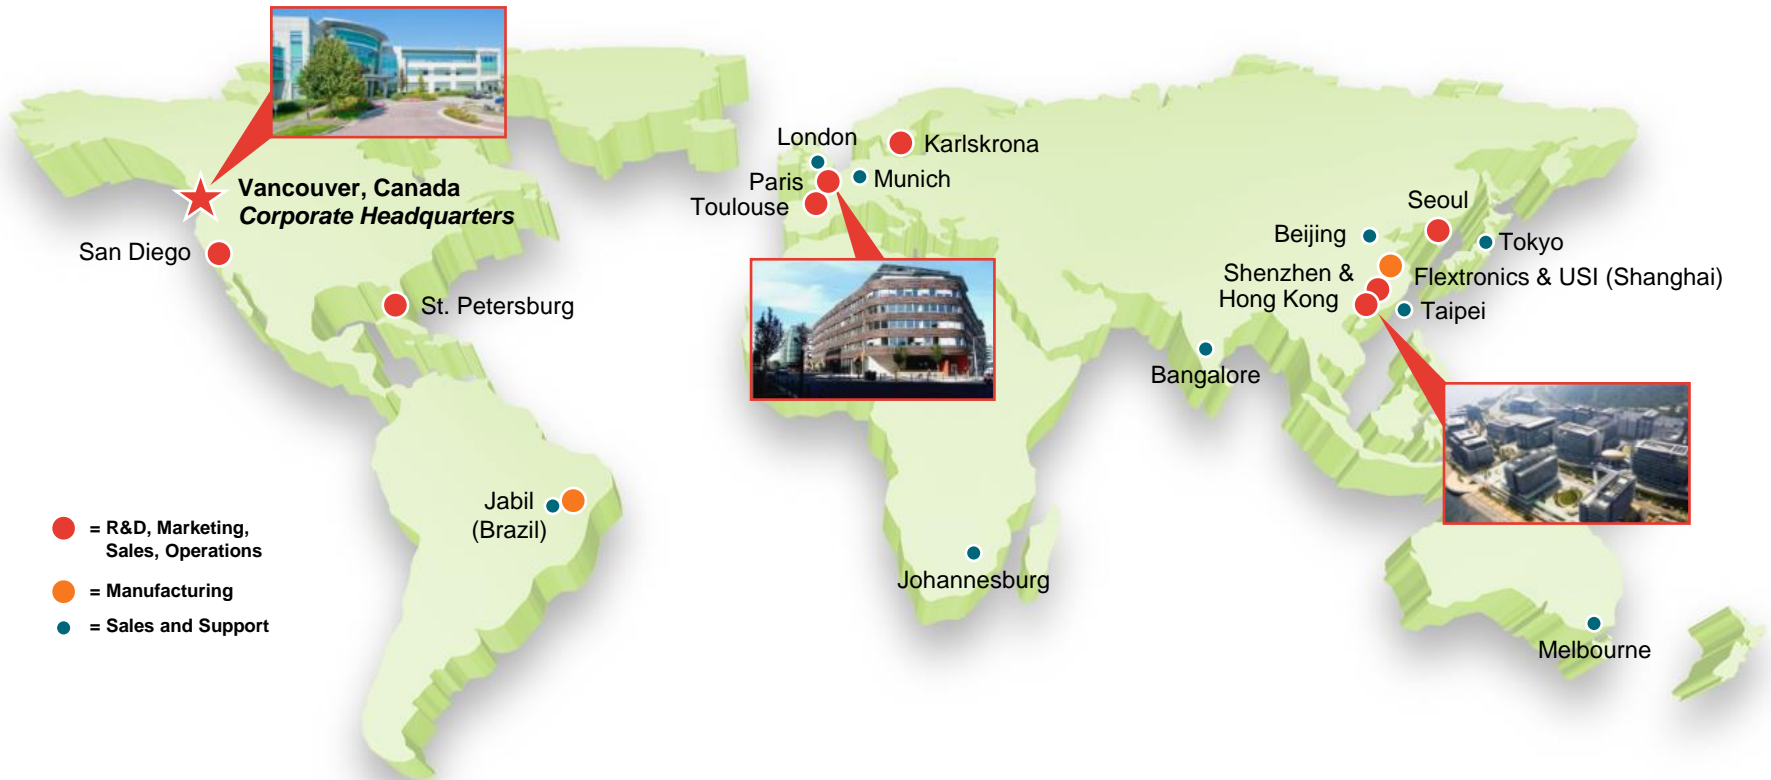 London
Karlskrona
Paris
Munich
Toulouse
Vancouver, Canada
Corporate Headquarters
San Diego
St. Petersburg
Seoul
Beijing
Tokyo
Shenzhen &
Hong Kong
Flextronics & USI (Shanghai)
Taipei
Bangalore
Jabil
(Brazil)
Johannesburg
Melbourne
= R&D, Marketing,
Sales, Operations
= Manufacturing
= Sales and Support